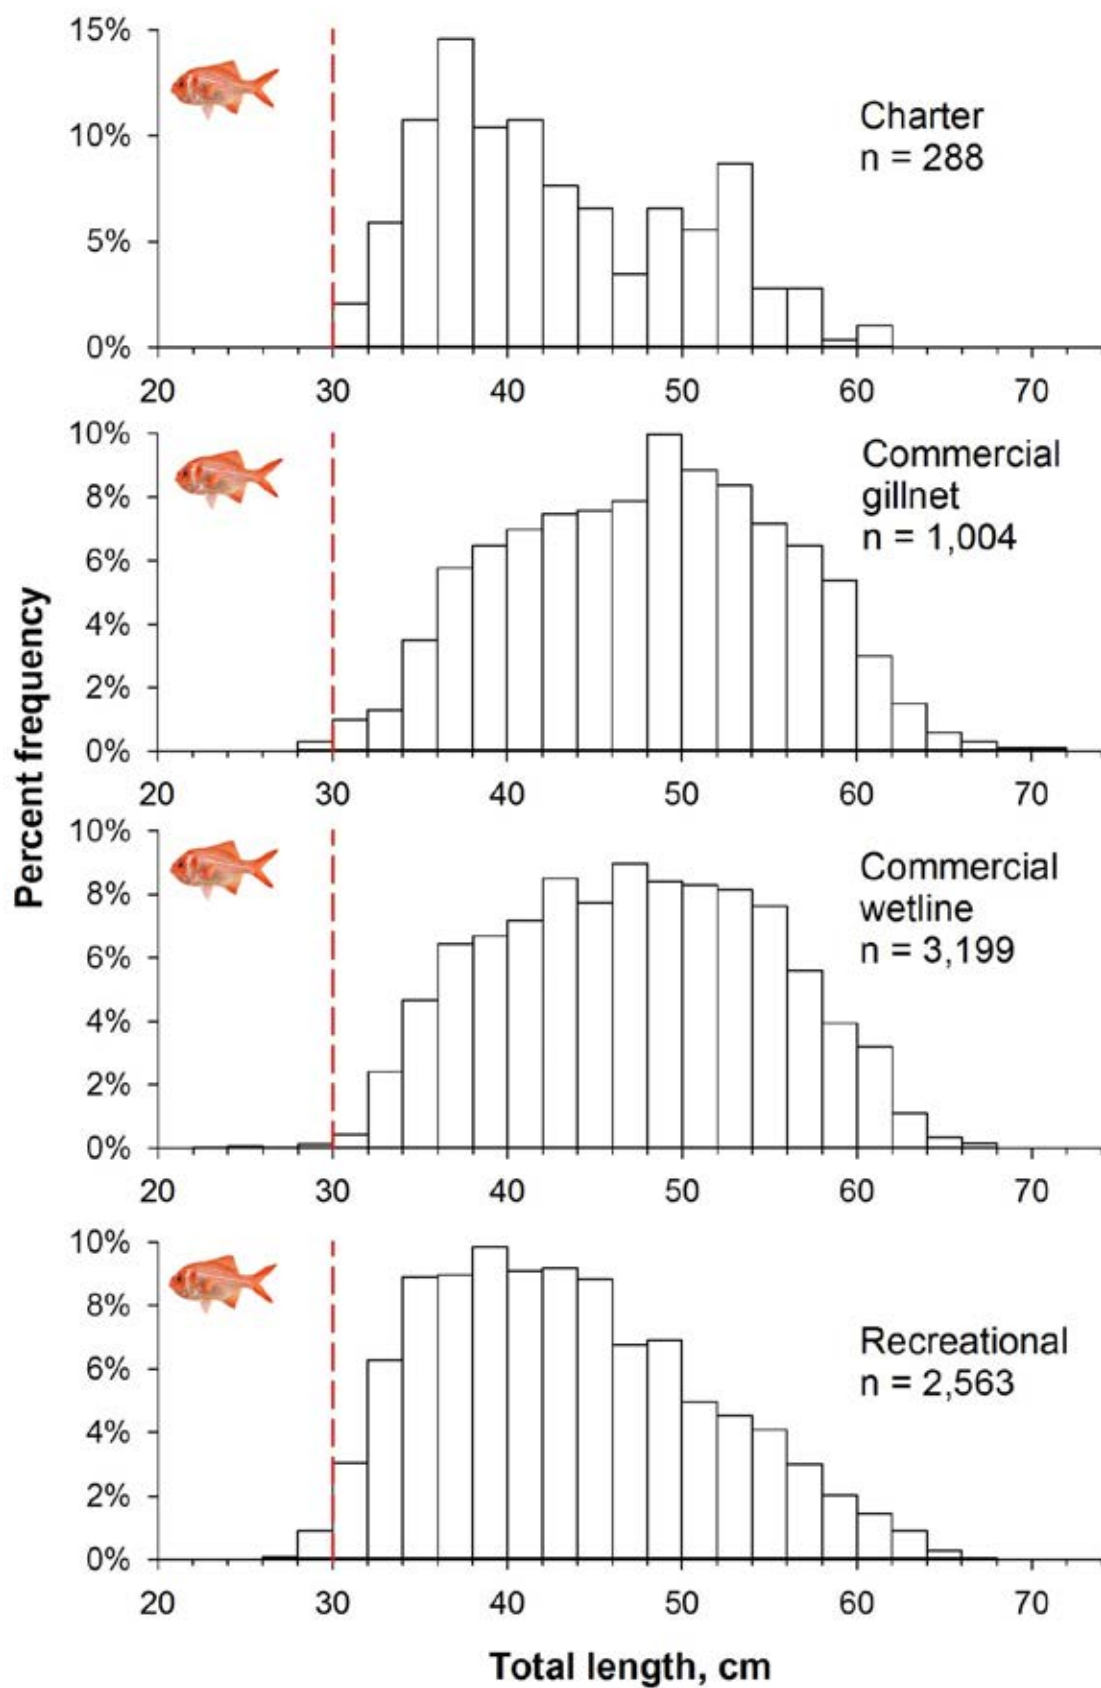 15%
10%
5%
0%
Charter
n = 288
20 30 40 50 60 70
10%
8%
6%
4%
2%
0%
Commercial
gillnet
n = 1,004
20 30 40 50 60 70
Percent frequency
10%
8%
6%
4%
2%
0%
Commercial
wetline
n = 3,199
20 30 40 50 60 70
10%
8%
6%
4%
2%
0%
Recreational
n = 2,563
20 30 40 50 60 70
Total length, cm